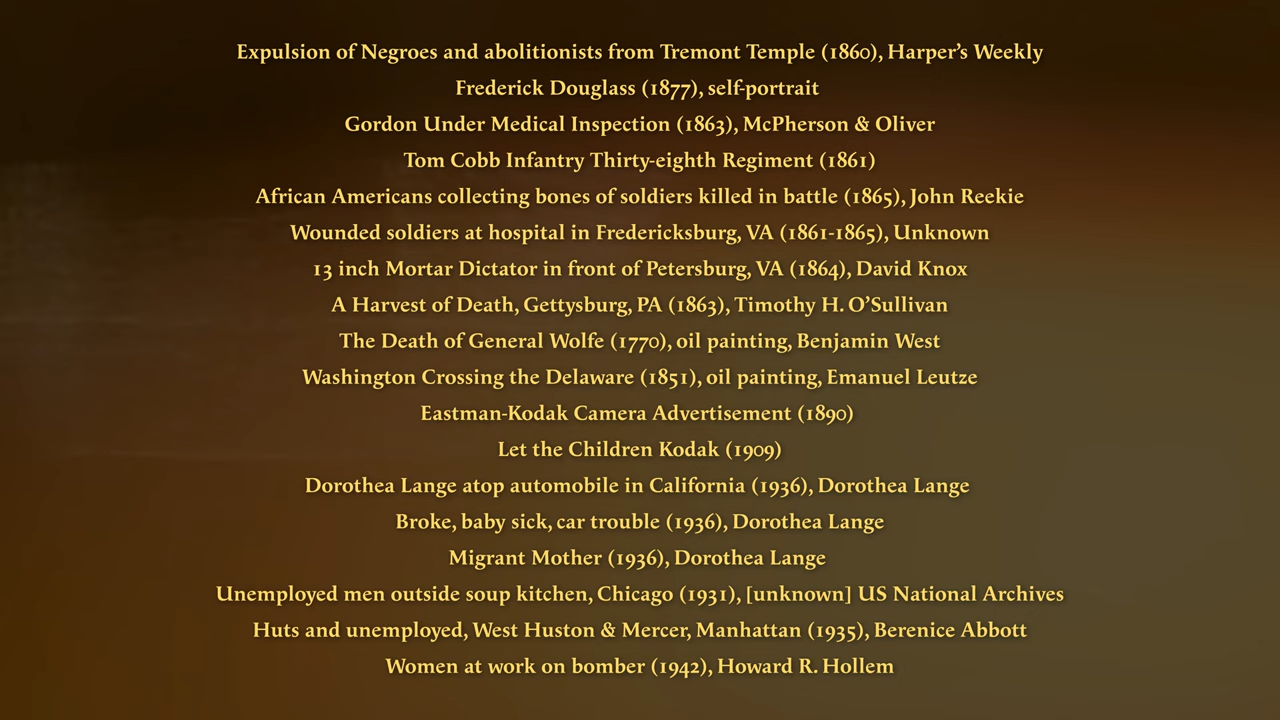 Expulsion of Negroes and abolitionists from Tremont Temple (1860), Harper's Weekly
Frederick Douglass (1877), self-portrait
Gordon Under Medical Inspection (1863), McPherson & Oliver
Tom Cobb Infantry Thirty-eighth Regiment (1861)
African Americans collecting bones of soldiers killed in battle (1865), John Reekie
Wounded soldiers at hospital in Fredericksburg, VA (1861-1865), Unknown
13 inch Mortar Dictator in front of Petersburg, VA (1864), David Knox
A Harvest of Death, Gettysburg, PA (1863), Timothy H. O'Sullivan
The Death of General Wolfe (1770), oil painting, Benjamin West
Washington Crossing the Delaware (1851), oil painting, Emanuel Leutze
Eastman-Kodak Camera Advertisement (1890)
Let the Children Kodak (1909)
Dorothea Lange atop automobile in California (1936), Dorothea Lange
Broke, baby sick, car trouble (1936), Dorothea Lange
Migrant Mother (1936), Dorothea Lange
Unemployed men outside soup kitchen, Chicago (1931), [unknown] US National Archives
Huts and unemployed, West Huston & Mercer, Manhattan (1935), Berenice Abbott
Women at work on bomber (1942), Howard R. Hollem